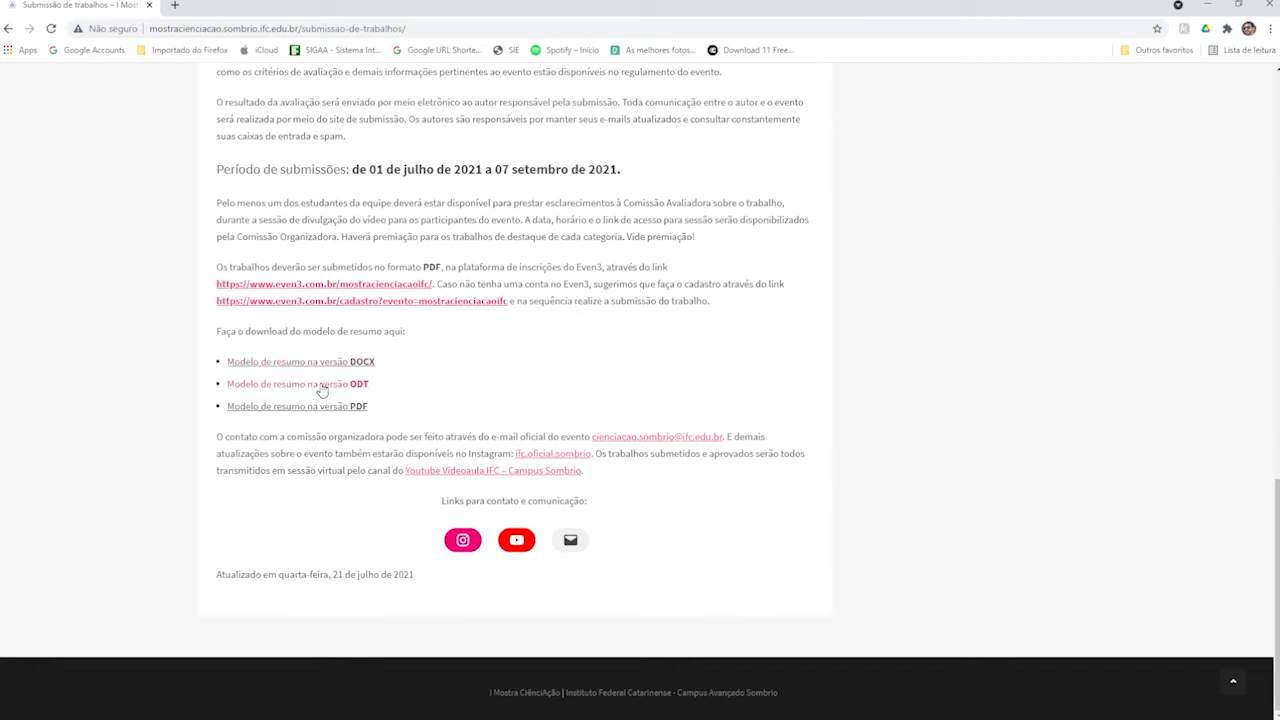 Submissão de trabalhos – I Most
Não seguro | mostracienciacao.sombrio.ifc.edu.br/submissao-de-trabalhos/
Apps Google Accounts Importado do Firefox iCloud SIGAA - Sistema Int... Google URL Shorte... SIE Spotify – Início As melhores fotos... Download 11 Free... Outros favoritos Lista de leitura
como os critérios de avaliação e demais informações pertinentes ao evento estão disponíveis no regulamento do evento.
O resultado da avaliação será enviado por meio eletrônico ao autor responsável pela submissão. Toda comunicação entre o autor e o evento
será realizada por meio do site de submissão. Os autores são responsáveis por manter seus e-mails atualizados e consultar constantemente
suas caixas de entrada e spam.
Período de submissões: de 01 de julho de 2021 a 07 setembro de 2021.
Pelo menos um dos estudantes da equipe deverá estar disponível para prestar esclarecimentos à Comissão Avaliadora sobre o trabalho,
durante a sessão de divulgação do vídeo para os participantes do evento. A data, horário e o link de acesso para sessão serão disponibilizados
pela Comissão Organizadora. Haverá premiação para os trabalhos de destaque de cada categoria. Vide premiação!
Os trabalhos deverão ser submetidos no formato PDF, na plataforma de inscrições do Even3, através do link
https://www.even3.com.br/mostracienciacaoifc/. Caso não tenha uma conta no Even3, sugerimos que faça o cadastro através do link
https://www.even3.com.br/cadastro?evento=mostracienciacaoifc e na sequência realize a submissão do trabalho.
Faça o download do modelo de resumo aqui:
• Modelo de resumo na versão DOCX
• Modelo de resumo na versão ODT
• Modelo de resumo na versão PDF
O contato com a comissão organizadora pode ser feito através do e-mail oficial do evento cienciacao.sombrio@ifc.edu.br. E demais
atualizações sobre o evento também estarão disponíveis no Instagram: ifc.oficial.sombrio. Os trabalhos submetidos e aprovados serão todos
transmitidos em sessão virtual pelo canal do Youtube Videoaula IFC – Campus Sombrio.
Links para contato e comunicação:
Atualizado em quarta-feira, 21 de julho de 2021
I Mostra CiênciAção | Instituto Federal Catarinense - Campus Avançado Sombrio